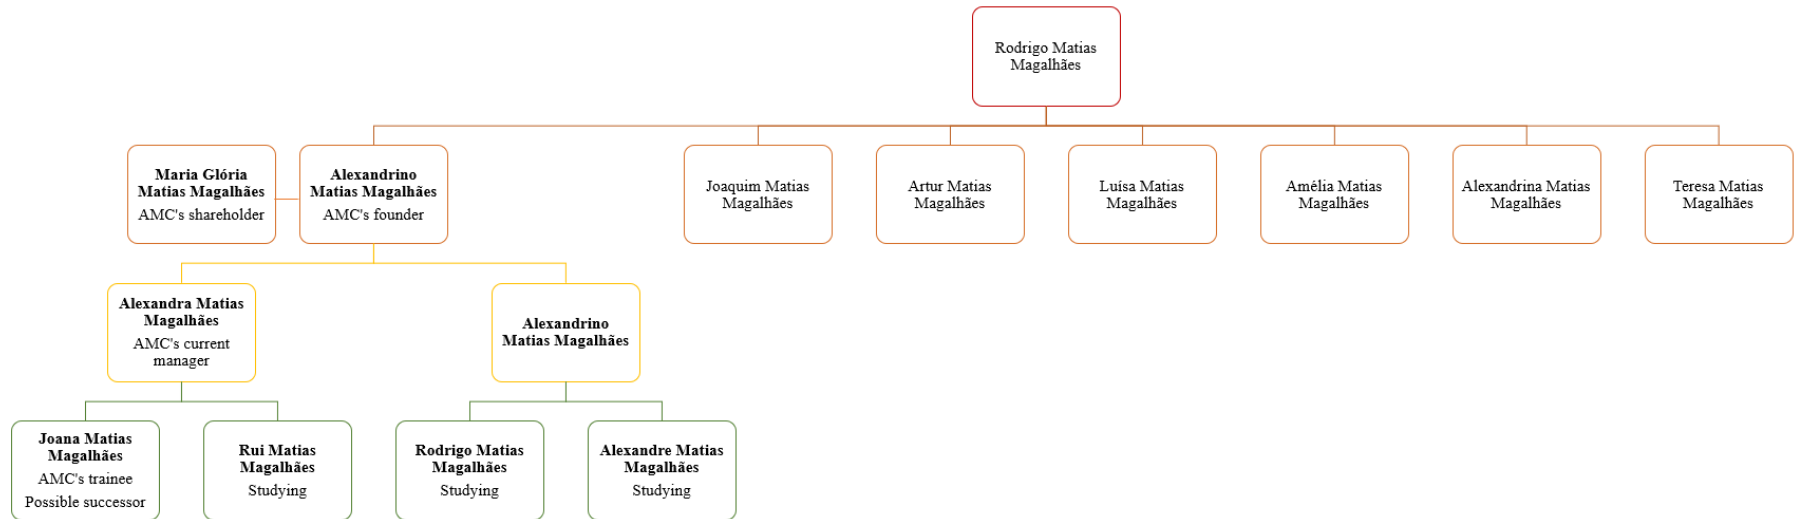 Rodrigo Matias
Magalhães
Maria Glória
Matias Magalhães
AMC's shareholder
Alexandrino
Matias Magalhães
AMC's founder
Joaquim Matias
Magalhães
Artur Matias
Magalhães
Luísa Matias
Magalhães
Amélia Matias
Magalhães
Alexandrina Matias
Magalhães
Teresa Matias
Magalhães
Alexandra Matias
Magalhães
AMC's current
manager
Alexandrino
Matias Magalhães
Joana Matias
Magalhães
AMC's trainee
Possible successor
Rui Matias
Magalhães
Studying
Rodrigo Matias
Magalhães
Studying
Alexandre Matias
Magalhães
Studying